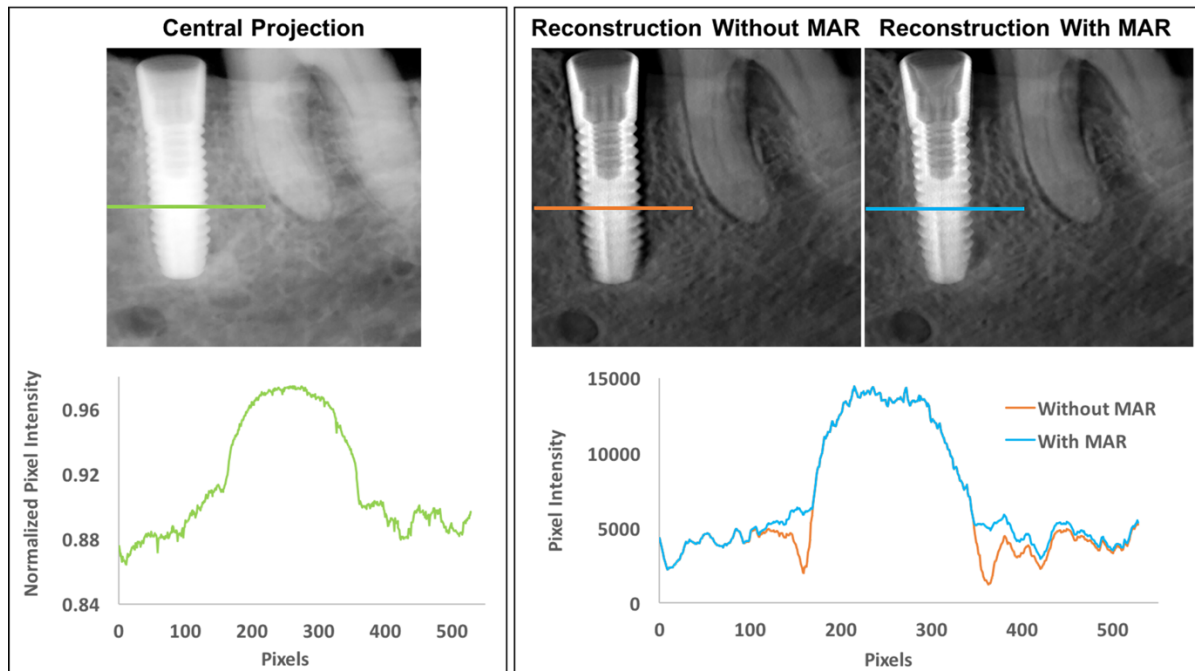 Central Projection
Normalized Pixel Intensity
0.96
0.92
0.88
0.84
0 100 200 300 400 500
Pixels
Reconstruction Without MAR
Reconstruction With MAR
Pixel Intensity
15000
10000
5000
0
Without MAR
With MAR
0 100 200 300 400 500
Pixels